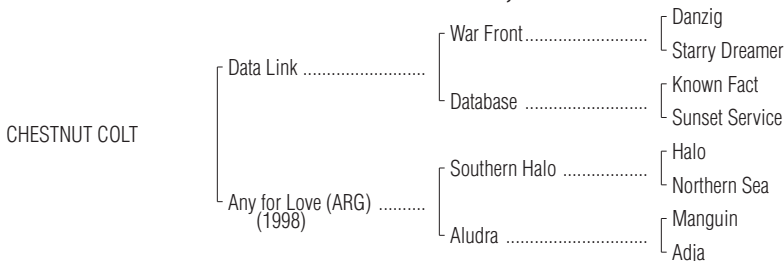 Danzig
War Front
Starry Dreamer
Data Link
Known Fact
Database
Sunset Service
CHESTNUT COLT
Halo
Southern Halo
Northern Sea
Any for Love (ARG)
(1998)
Manguin
Aludra
Adja